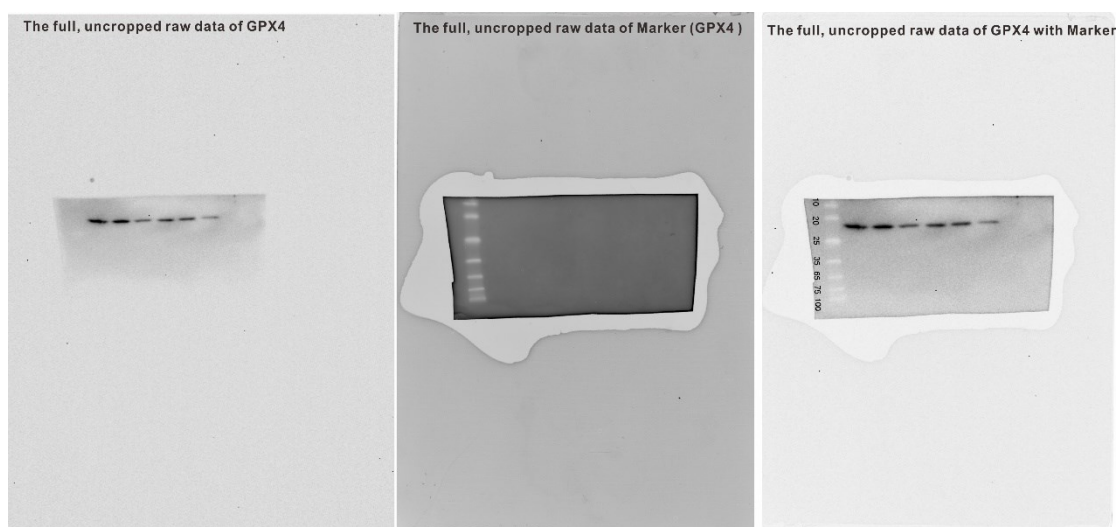 The full, uncropped raw data of GPX4
The full, uncropped raw data of Marker (GPX4 )
The full, uncropped raw data of GPX4 with Marker
10
20
25
35
65
75
100